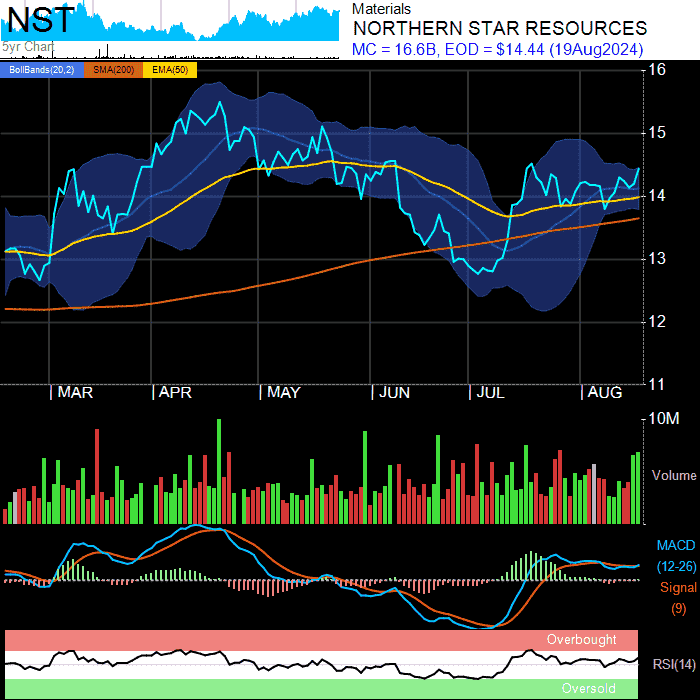 NST
5yr Chart
Materials
NORTHERN STAR RESOURCES
MC = 16.6B, EOD = $14.44 (19Aug2024)
BollBands(20,2) SMA(200) EMA(50)
16
15
14
13
12
11
MAR APR MAY JUN JUL AUG
10M
Volume
MACD
(12-26)
Signal
(9)
Overbought
RSI(14)
Oversold